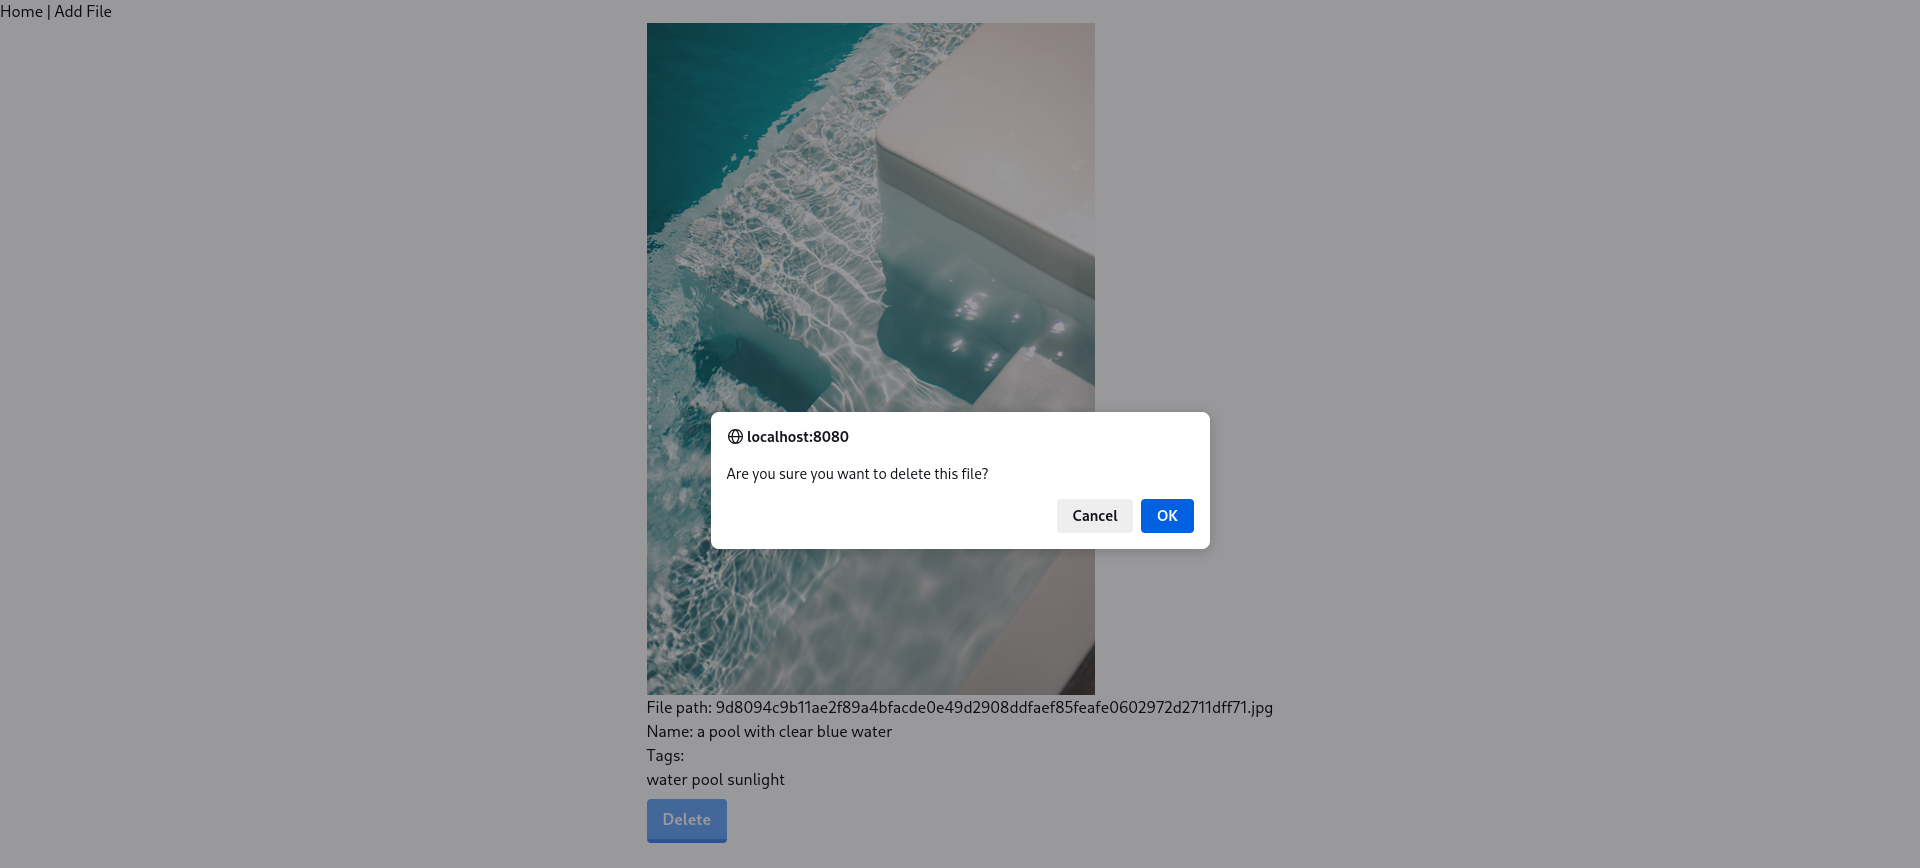 Home | Add File
localhost:8080
Are you sure you want to delete this file?
Cancel OK
File path: 9d8094c9b11ae2f89a4bfacde0e49d2908ddfaef85feafe0602972d2711dff71.jpg
Name: a pool with clear blue water
Tags:
water pool sunlight
Delete